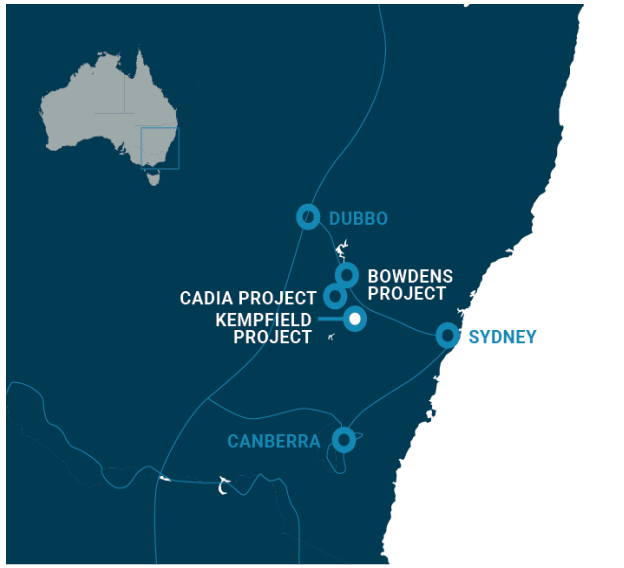 DUBBO
BOWDENS
PROJECT
CADIA PROJECT
KEMPFIELD
PROJECT
SYDNEY
CANBERRA